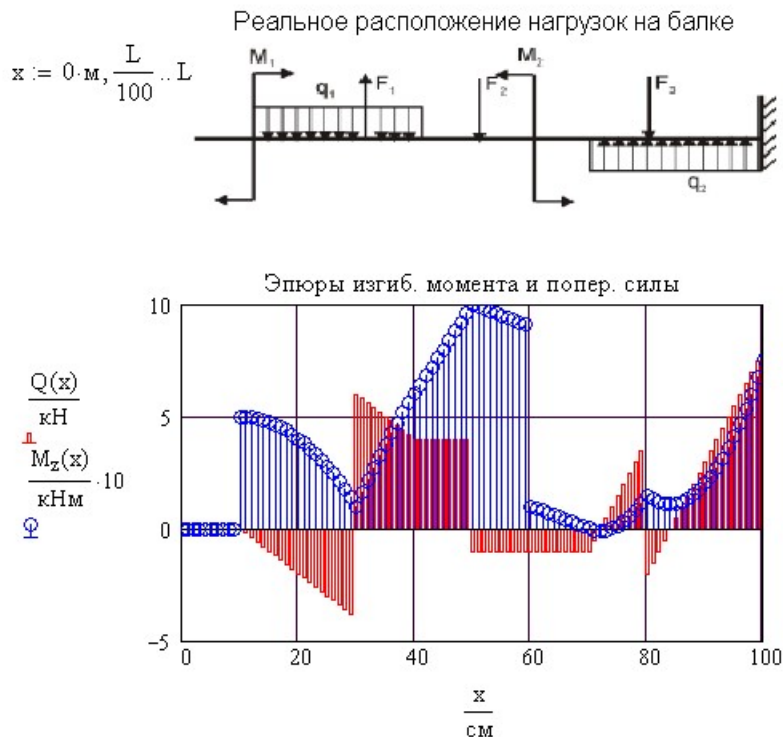 Реальное расположение нагрузок на балке
x := 0·м, L/100 .. L
M₁ q₁ F₁ F₂ M₂ F₃ q₂
Эпюры изгиб. момента и попер. силы
10
5
0
−5
Q(x)/кН
M_z(x)/кНм ·10
0 20 40 60 80 100
x/см